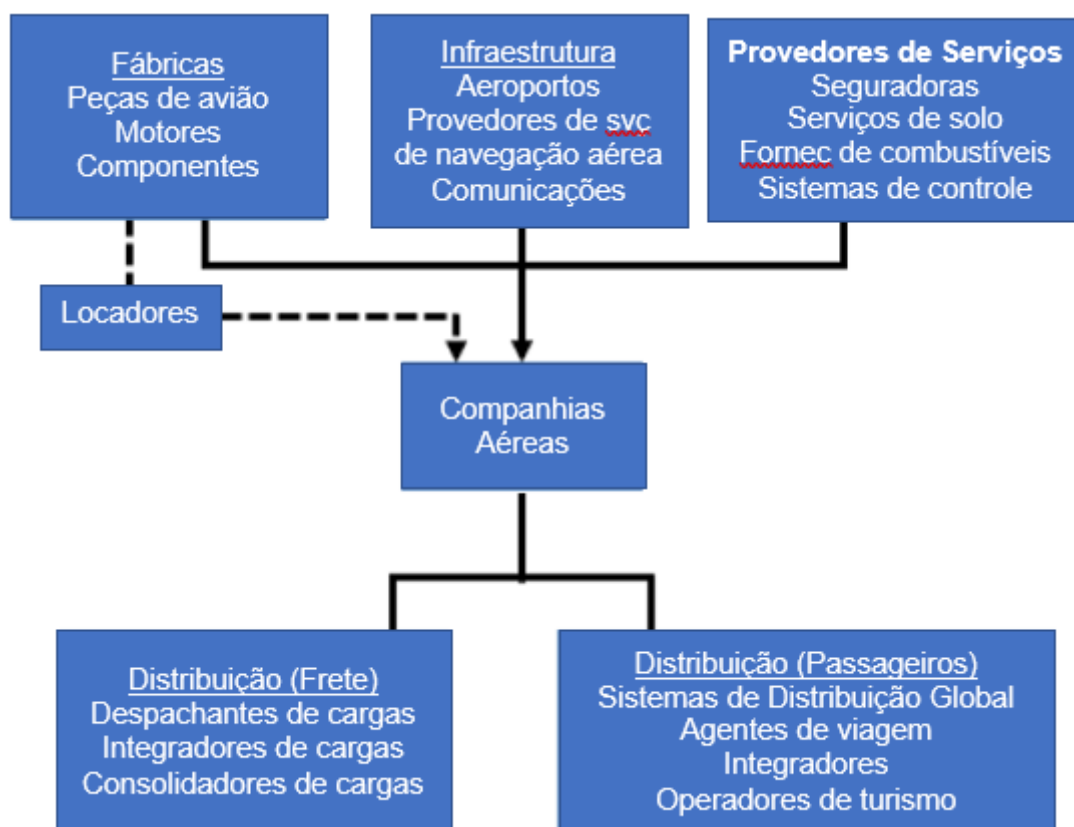 Fábricas
Peças de avião
Motores
Componentes
Infraestrutura
Aeroportos
Provedores de svc
de navegação aérea
Comunicações
Provedores de Serviços
Seguradoras
Serviços de solo
Fornec de combustíveis
Sistemas de controle
Locadores
Companhias
Aéreas
Distribuição (Frete)
Despachantes de cargas
Integradores de cargas
Consolidadores de cargas
Distribuição (Passageiros)
Sistemas de Distribuição Global
Agentes de viagem
Integradores
Operadores de turismo